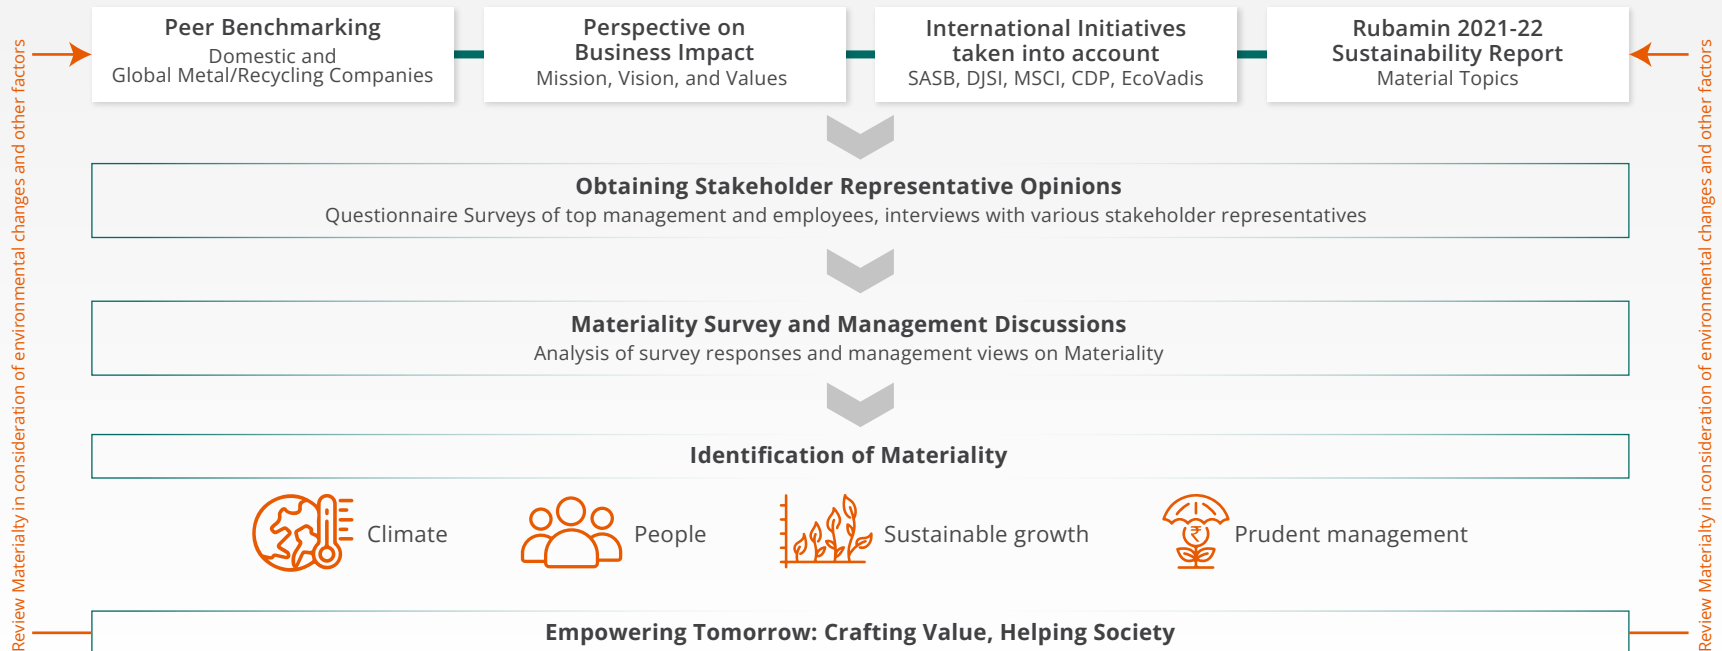 Peer Benchmarking
Domestic and
Global Metal/Recycling Companies
Perspective on
Business Impact
Mission, Vision, and Values
International Initiatives
taken into account
SASB, DJSI, MSCI, CDP, EcoVadis
Rubamin 2021-22
Sustainability Report
Material Topics
Obtaining Stakeholder Representative Opinions
Questionnaire Surveys of top management and employees, interviews with various stakeholder representatives
Materiality Survey and Management Discussions
Analysis of survey responses and management views on Materiality
Identification of Materiality
Climate
People
Sustainable growth
₹
Prudent management
Empowering Tomorrow: Crafting Value, Helping Society
Review Materialty in consideration of environmental changes and other factors
Review Materialty in consideration of environmental changes and other factors